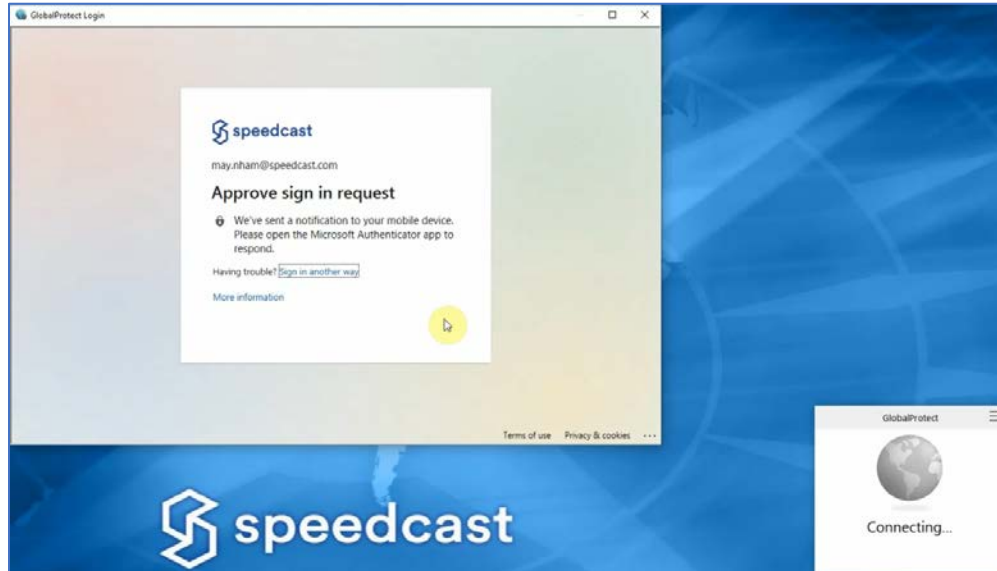 GlobalProtect Login
speedcast
may.nham@speedcast.com
Approve sign in request
We've sent a notification to your mobile device.
Please open the Microsoft Authenticator app to
respond.
Having trouble? Sign in another way
More information
Terms of use Privacy & cookies ...
GlobalProtect
Connecting...
speedcast